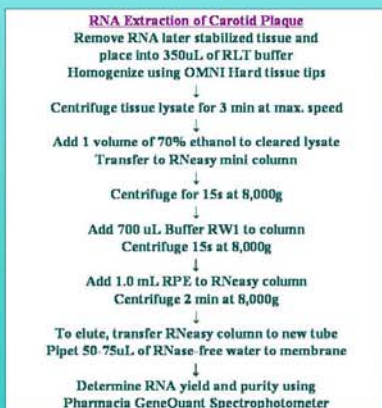 RNA Extraction of Carotid Plaque
Remove RNA later stabilized tissue and
place into 350uL of RLT buffer
Homogenize using OMNI Hard tissue tips
↓
Centrifuge tissue lysate for 3 min at max. speed
↓
Add 1 volume of 70% ethanol to cleared lysate
Transfer to RNeasy mini column
↓
Centrifuge for 15s at 8,000g
↓
Add 700 uL Buffer RW1 to column
Centrifuge 15s at 8,000g
↓
Add 1.0 mL RPE to RNeasy column
Centrifuge 2 min at 8,000g
↓
To elute, transfer RNeasy column to new tube
Pipet 50-75uL of RNase-free water to membrane
↓
Determine RNA yield and purity using
Pharmacia GeneQuant Spectrophotometer